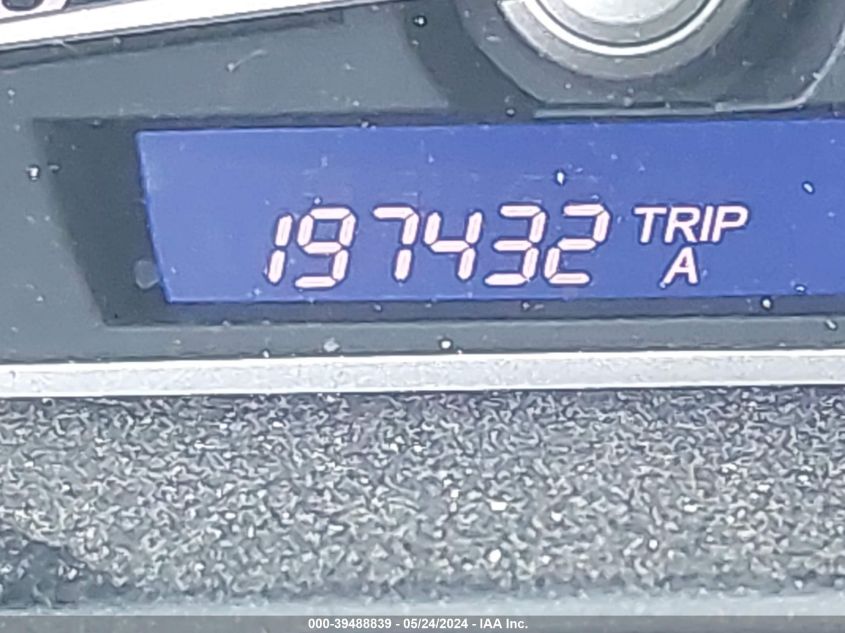 197432 TRIP
A
000-39488839 - 05/24/2024 - IAA Inc.